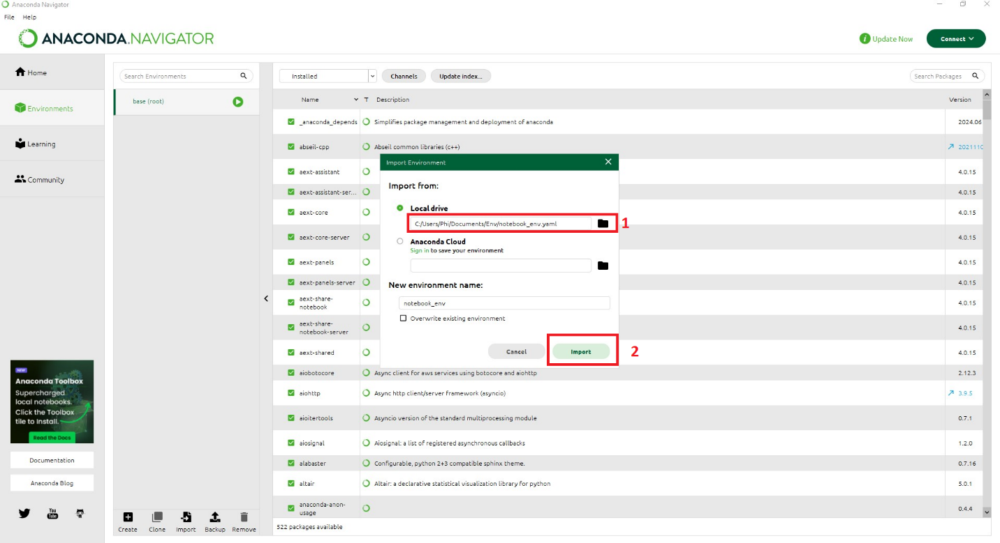 Anaconda Navigator
File Help
ANACONDA.NAVIGATOR
i Update Now
Connect
Home
Environments
Learning
Community
NEW
Anaconda Toolbox
Supercharged
local notebooks.
Click the Toolbox
tile to install.
Read the Docs
Documentation
Anaconda Blog
You
Tube
Search Environments
base (root)
Create Clone Import Backup Remove
Installed Channels Update index... Search Packages
Name T Description Version
_anaconda_depends Simplifies package management and deployment of anaconda 2024.06
abseil-cpp Abseil common libraries (c++) 2021110
aext-assistant 4.0.15
aext-assistant-ser... 4.0.15
aext-core 4.0.15
aext-core-server 4.0.15
aext-panels 4.0.15
aext-panels-server 4.0.15
aext-share-
notebook 4.0.15
aext-share-
notebook-server 4.0.15
aext-shared 4.0.15
aiobotocore Async client for aws services using botocore and aiohttp 2.12.3
aiohttp Async http client/server framework (asyncio) 3.9.5
aioitertools Asyncio version of the standard multiprocessing module 0.7.1
aiosignal Aiosignal: a list of registered asynchronous callbacks 1.2.0
alabaster Configurable, python 2+3 compatible sphinx theme. 0.7.16
altair Altair: a declarative statistical visualization library for python 5.0.1
anaconda-anon-
usage 0.4.4
522 packages available
Import Environment
Import from:
Local drive
C:/Users/Phi/Documents/Env/notebook_env.yaml
1
Anaconda Cloud
Sign in to save your environment
New environment name:
notebook_env
Overwrite existing environment
Cancel Import
2